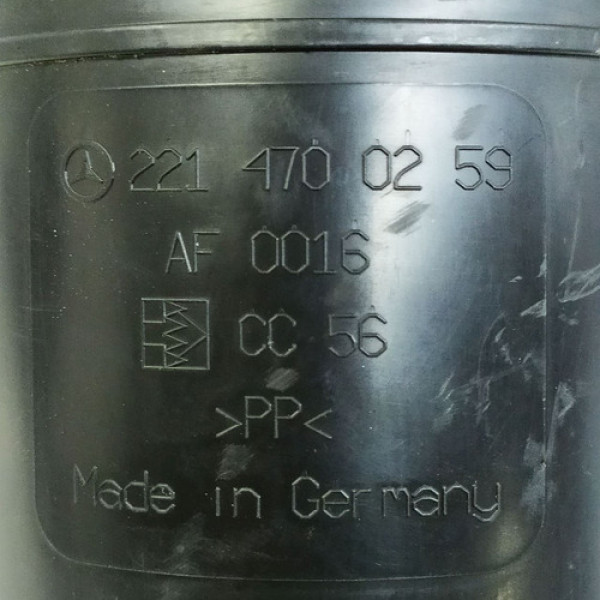 221 470 02 59
AF 0016
CC 56
>PP<
Made in Germany